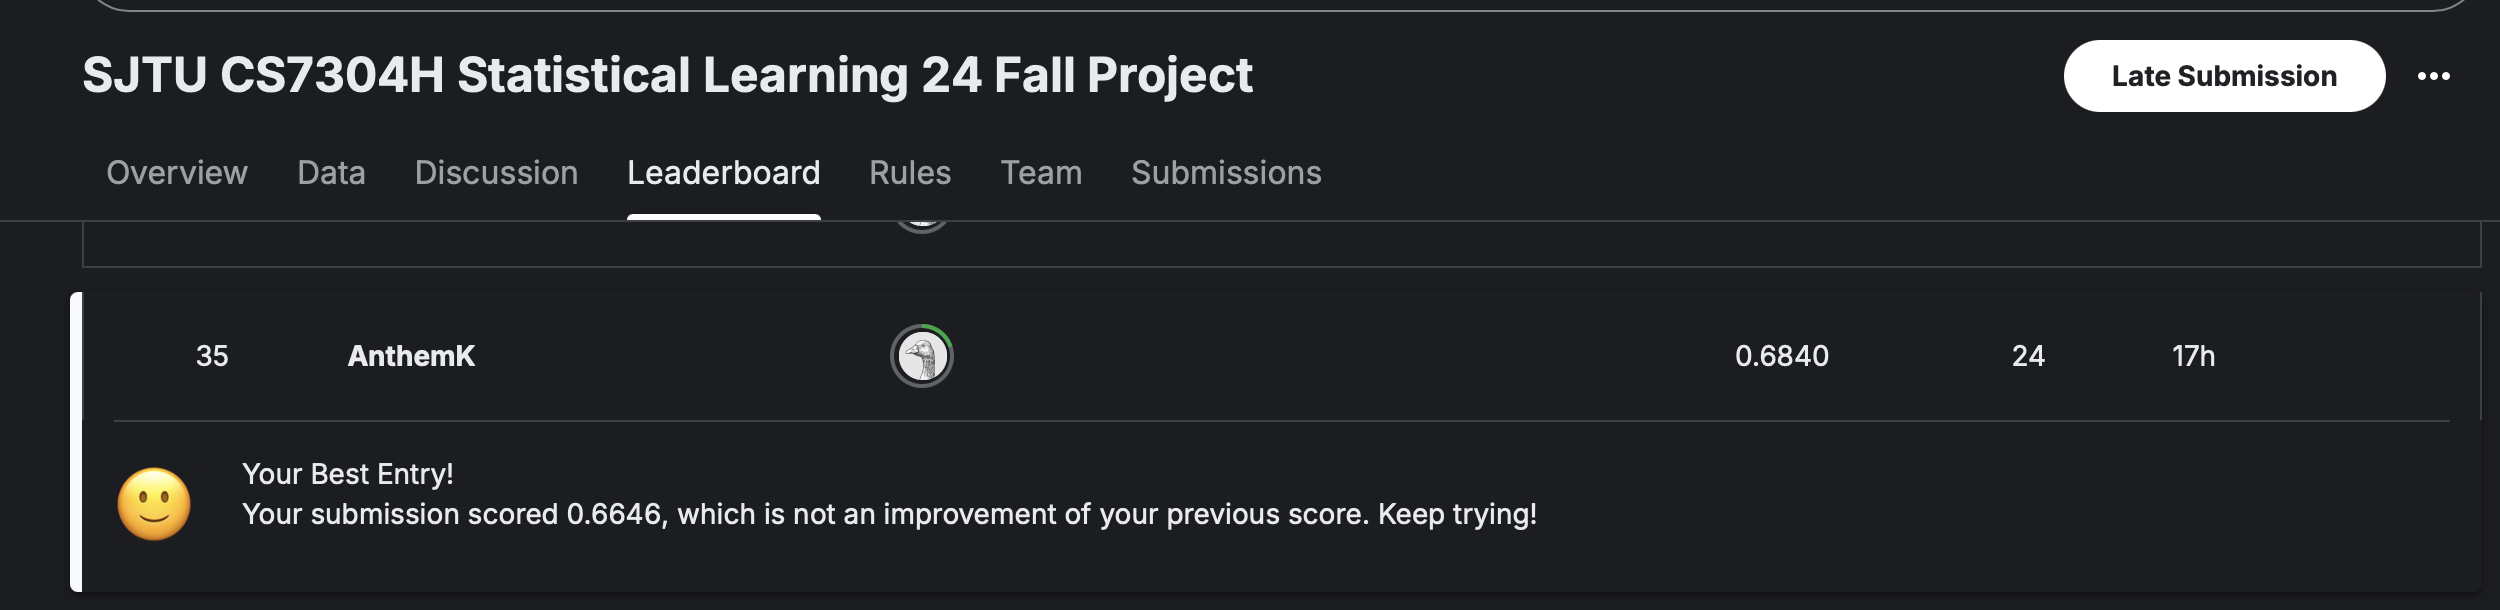 SJTU CS7304H Statistical Learning 24 Fall Project
Late Submission
Overview Data Discussion Leaderboard Rules Team Submissions
35 AnthemK 0.6840 24 17h
Your Best Entry!
Your submission scored 0.6646, which is not an improvement of your previous score. Keep trying!